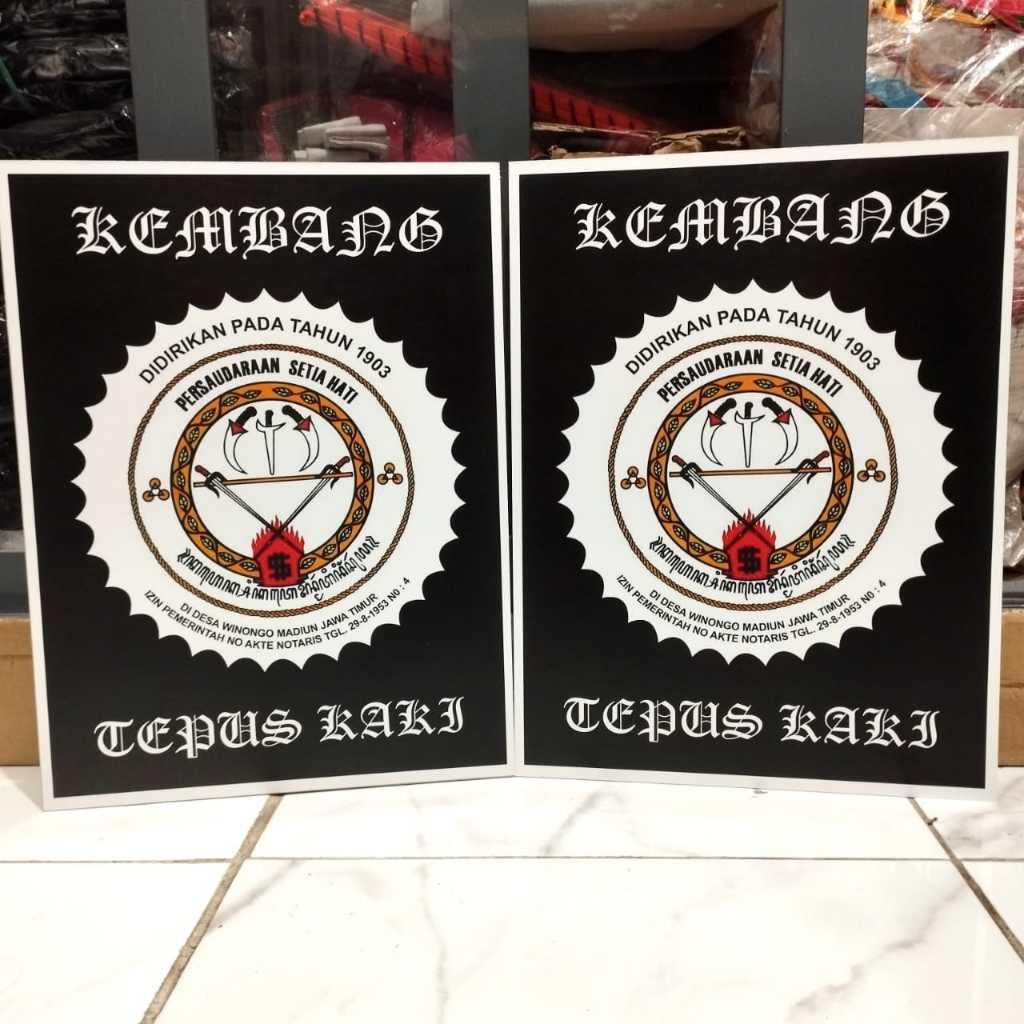 KEMBANG
DIDIRIKAN PADA TAHUN 1903
PERSAUDARAAN SETIA HATI
DI DESA WINONGO MADIUN JAWA TIMUR
IZIN PEMERINTAH NO AKTE NOTARIS TGL. 29-8-1953 N0 : 4
TEPUS KAKI
KEMBANG
DIDIRIKAN PADA TAHUN 1903
PERSAUDARAAN SETIA HATI
DI DESA WINONGO MADIUN JAWA TIMUR
IZIN PEMERINTAH NO AKTE NOTARIS TGL. 29-8-1953 N0 : 4
TEPUS KAKI